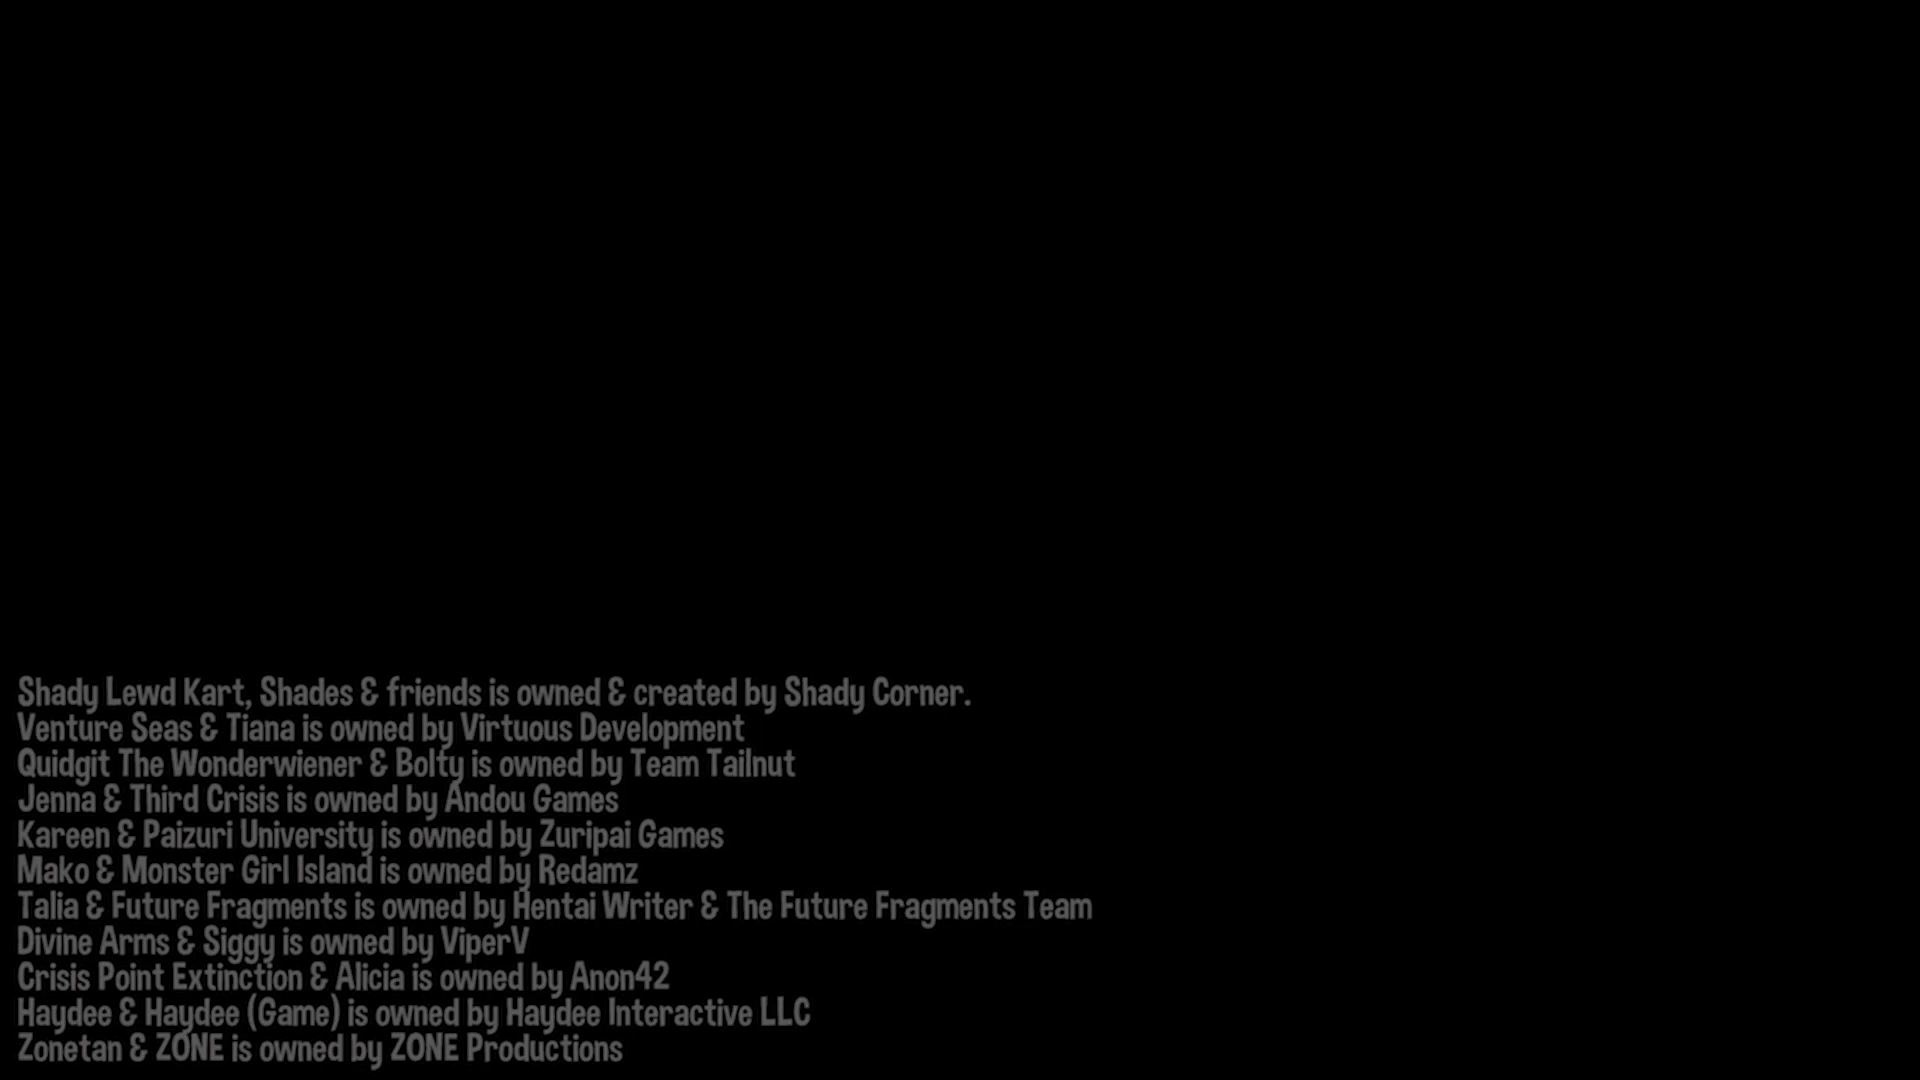 Shady Lewd Kart, Shades & friends is owned & created by Shady Corner.
Venture Seas & Tiana is owned by Virtuous Development
Quidgit The Wonderwiener & Bolty is owned by Team Tailnut
Jenna & Third Crisis is owned by Andou Games
Kareen & Paizuri University is owned by Zuripai Games
Mako & Monster Girl Island is owned by Redamz
Talia & Future Fragments is owned by Hentai Writer & The Future Fragments Team
Divine Arms & Siggy is owned by ViperV
Crisis Point Extinction & Alicia is owned by Anon42
Haydee & Haydee (Game) is owned by Haydee Interactive LLC
Zonetan & ZONE is owned by ZONE Productions